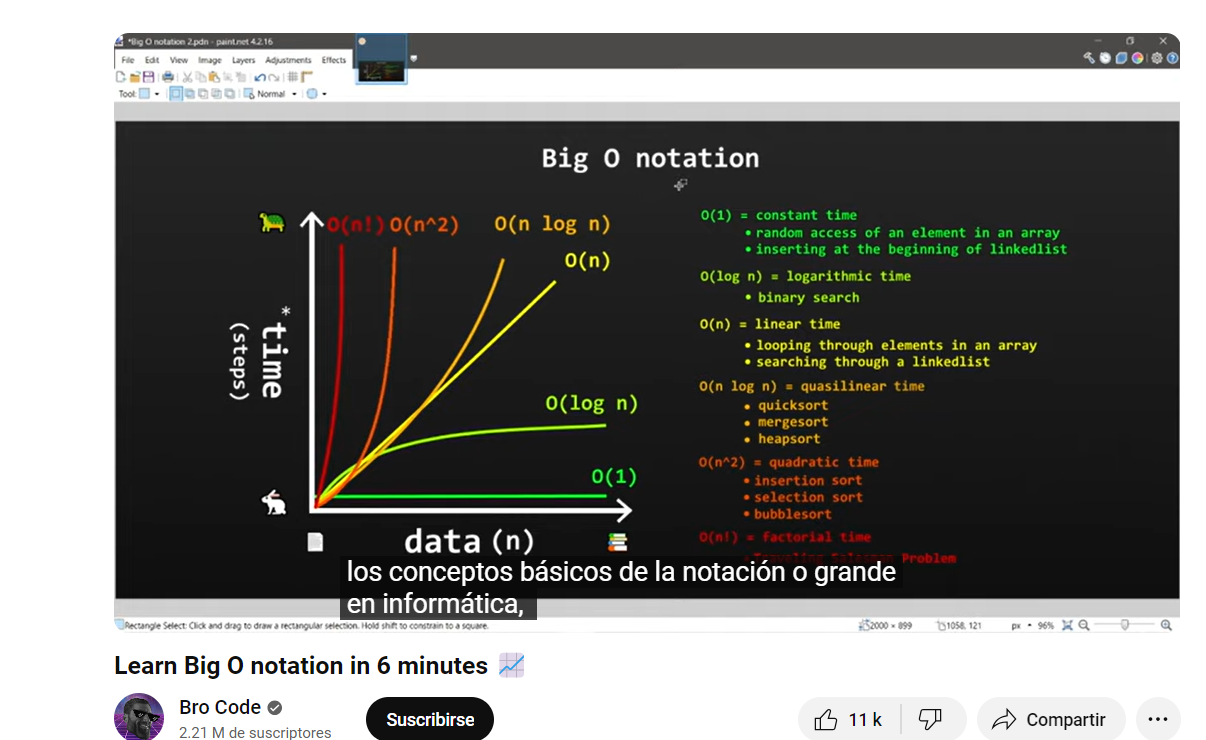 *Big O notation 2.pdn - paint.net 4.2.16
File Edit View Image Layers Adjustments Effects
Tool: Normal
Big O notation
O(n!) O(n^2) O(n log n)
O(n)
O(log n)
O(1)
*time
(steps)
data (n)
O(1) = constant time
• random access of an element in an array
• inserting at the beginning of linkedlist
O(log n) = logarithmic time
• binary search
O(n) = linear time
• looping through elements in an array
• searching through a linkedlist
O(n log n) = quasilinear time
• quicksort
• mergesort
• heapsort
O(n^2) = quadratic time
• insertion sort
• selection sort
• bubblesort
O(n!) = factorial time
• Traveling Salesman Problem
los conceptos básicos de la notación o grande
en informática,
Rectangle Select: Click and drag to draw a rectangular selection. Hold shift to constrain to a square.
2000 × 899 1058, 121 px 96%
Learn Big O notation in 6 minutes 📈
Bro Code
2.21 M de suscriptores
Suscribirse
11 k
Compartir